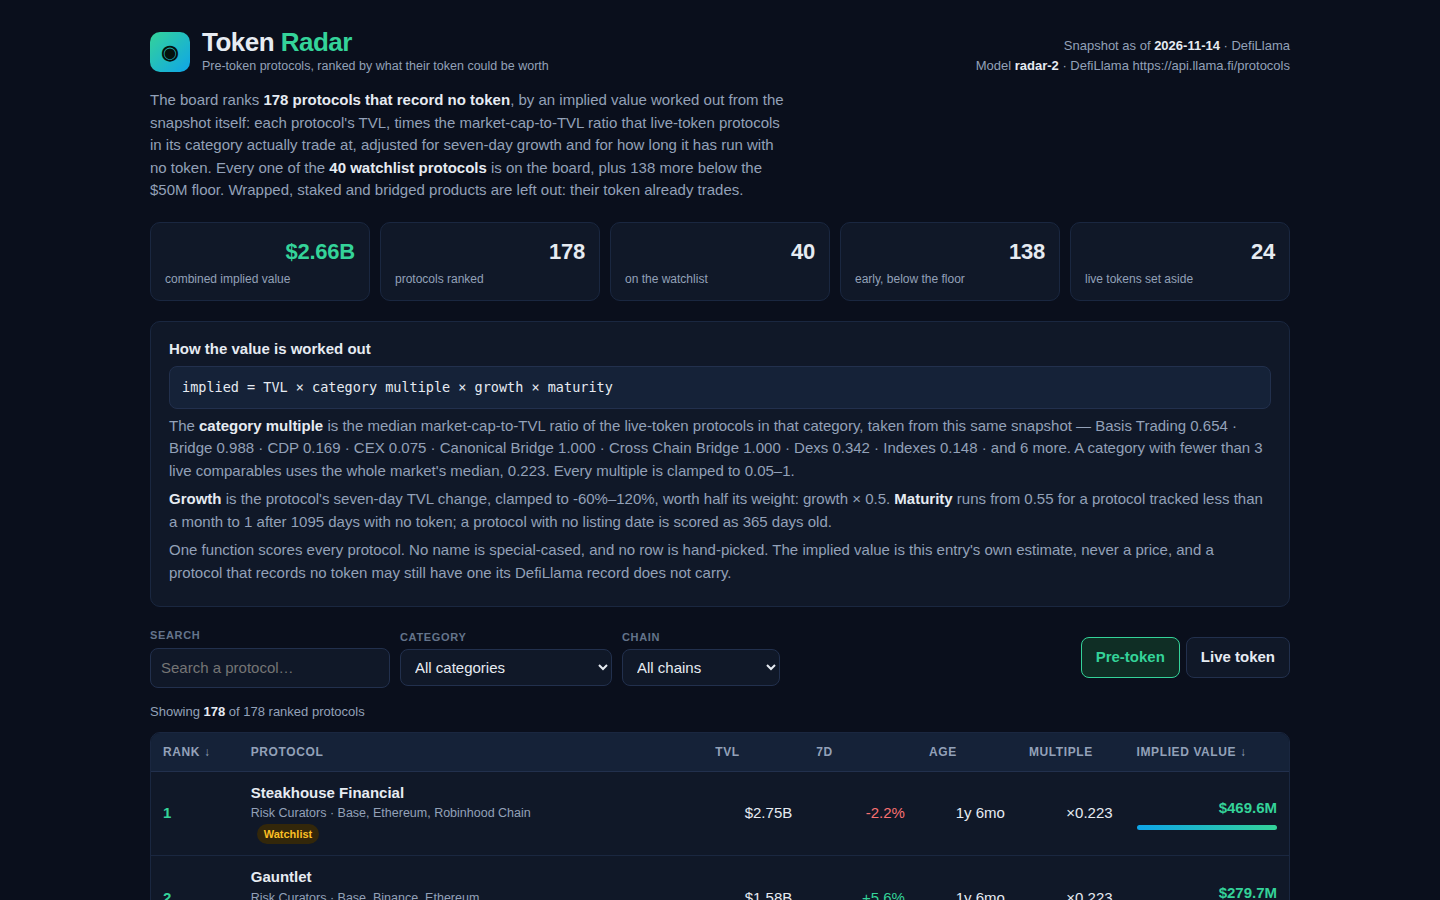 Token Radar
Pre-token protocols, ranked by what their token could be worth
Snapshot as of 2026-11-14 · DefiLlama
Model radar-2 · DefiLlama https://api.llama.fi/protocols
The board ranks 178 protocols that record no token, by an implied value worked out from the
snapshot itself: each protocol's TVL, times the market-cap-to-TVL ratio that live-token protocols
in its category actually trade at, adjusted for seven-day growth and for how long it has run with
no token. Every one of the 40 watchlist protocols is on the board, plus 138 more below the
$50M floor. Wrapped, staked and bridged products are left out: their token already trades.
$2.66B
combined implied value
178
protocols ranked
40
on the watchlist
138
early, below the floor
24
live tokens set aside
How the value is worked out
implied = TVL × category multiple × growth × maturity
The category multiple is the median market-cap-to-TVL ratio of the live-token protocols in that category, taken from this same snapshot — Basis Trading 0.654 ·
Bridge 0.988 · CDP 0.169 · CEX 0.075 · Canonical Bridge 1.000 · Cross Chain Bridge 1.000 · Dexs 0.342 · Indexes 0.148 · and 6 more. A category with fewer than 3
live comparables uses the whole market's median, 0.223. Every multiple is clamped to 0.05–1.
Growth is the protocol's seven-day TVL change, clamped to -60%–120%, worth half its weight: growth × 0.5. Maturity runs from 0.55 for a protocol tracked less than
a month to 1 after 1095 days with no token; a protocol with no listing date is scored as 365 days old.
One function scores every protocol. No name is special-cased, and no row is hand-picked. The implied value is this entry's own estimate, never a price, and a
protocol that records no token may still have one its DefiLlama record does not carry.
SEARCH
Search a protocol…
CATEGORY
All categories
CHAIN
All chains
Pre-token
Live token
Showing 178 of 178 ranked protocols
RANK ↓ PROTOCOL TVL 7D AGE MULTIPLE IMPLIED VALUE ↓
1 Steakhouse Financial $2.75B -2.2% 1y 6mo ×0.223 $469.6M
Risk Curators · Base, Ethereum, Robinhood Chain
Watchlist
2 Gauntlet $1.58B +5.6% 1y 6mo ×0.223 $279.7M
Risk Curators · Base, Binance, Ethereum